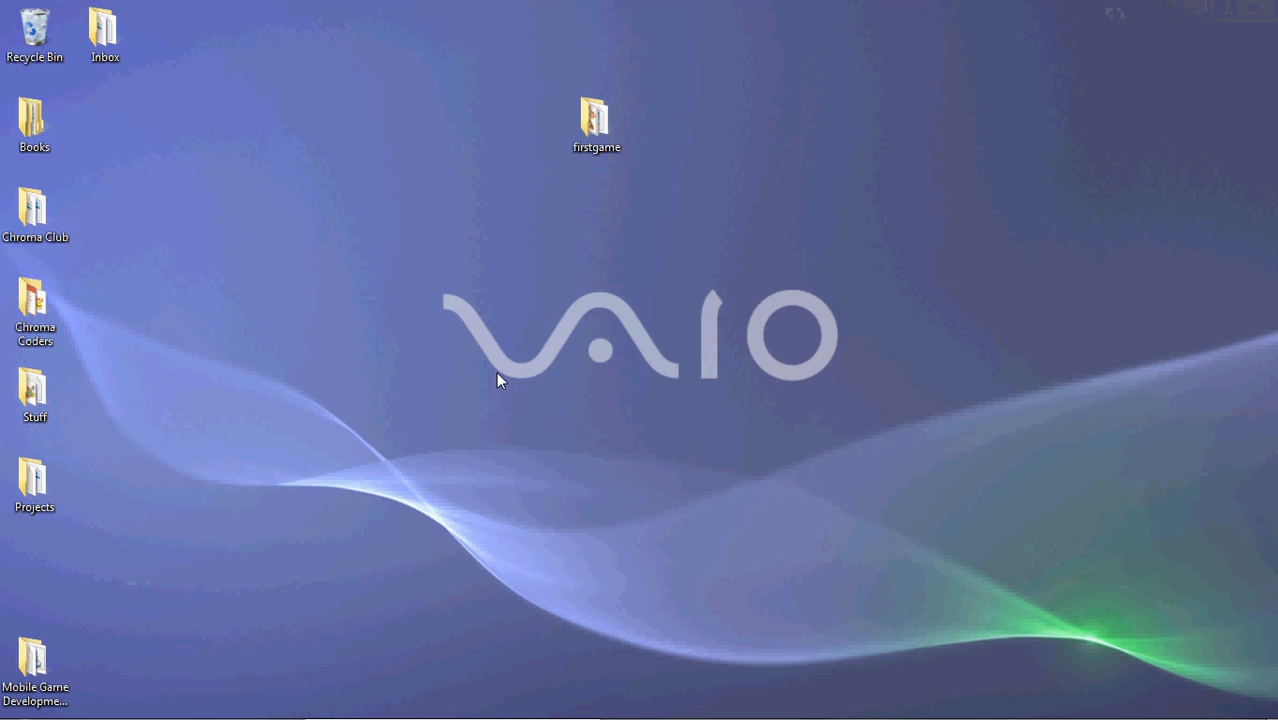 Recycle Bin
Inbox
Books
firstgame
Chroma Club
Chroma
Coders
VAIO
Stuff
Projects
Mobile Game
Developme...